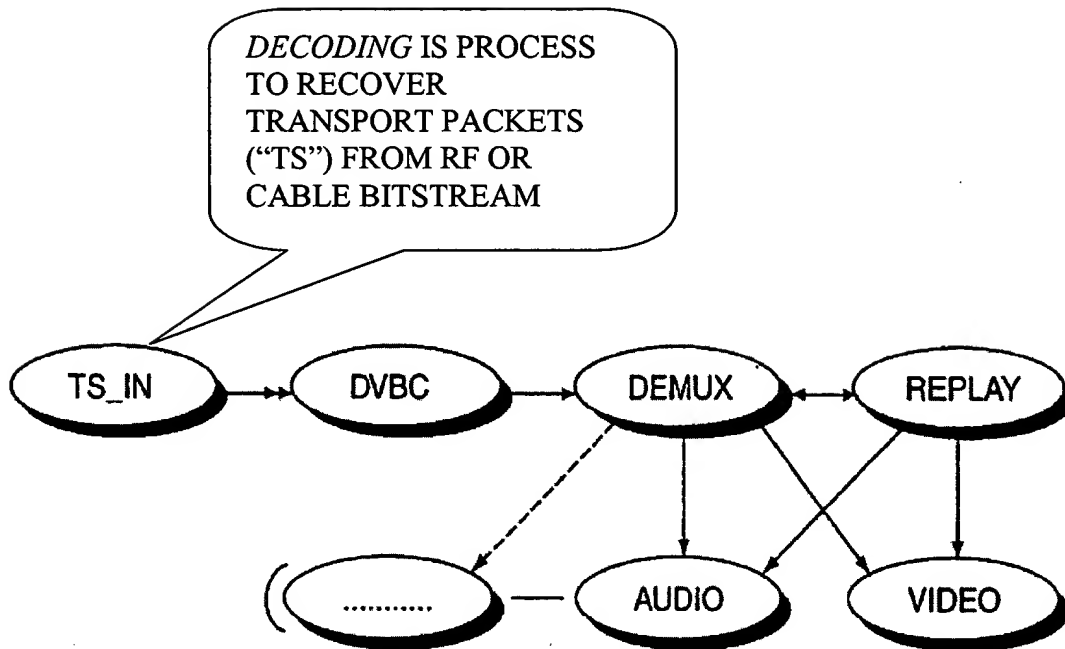 DECODING IS PROCESS
TO RECOVER
TRANSPORT PACKETS
(“TS”) FROM RF OR
CABLE BITSTREAM
TS_IN
DVBC
DEMUX
REPLAY
(
...........
AUDIO
VIDEO